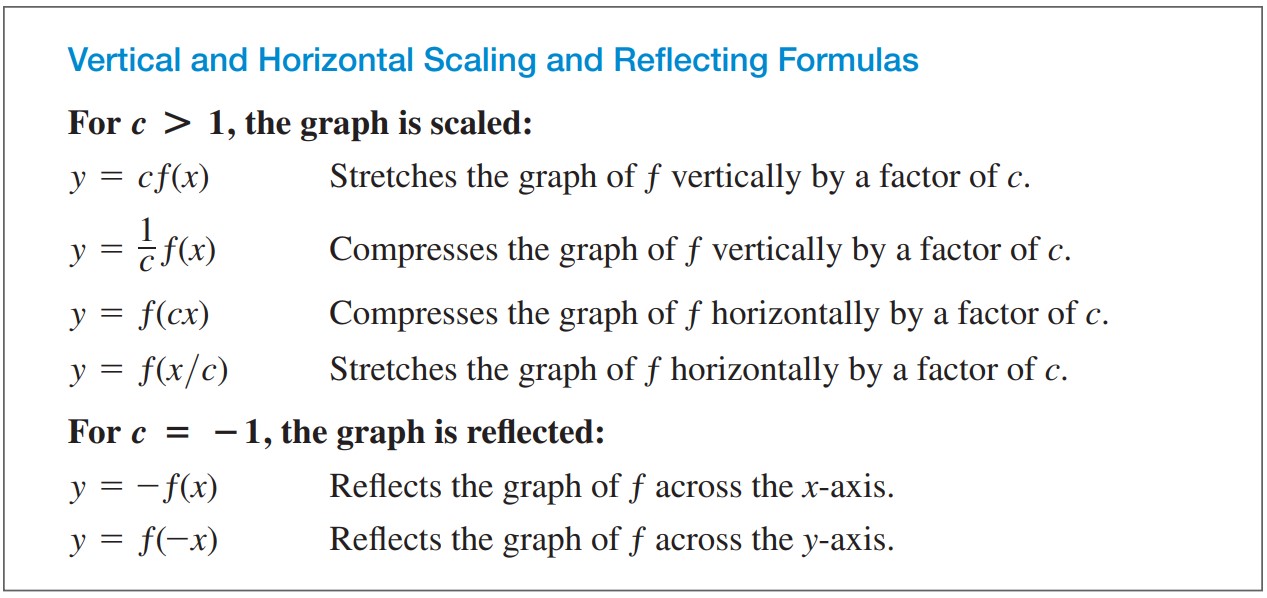 Vertical and Horizontal Scaling and Reflecting Formulas
For c > 1, the graph is scaled:
y = cf(x) Stretches the graph of f vertically by a factor of c.
y = 1/c f(x) Compresses the graph of f vertically by a factor of c.
y = f(cx) Compresses the graph of f horizontally by a factor of c.
y = f(x/c) Stretches the graph of f horizontally by a factor of c.
For c = −1, the graph is reflected:
y = −f(x) Reflects the graph of f across the x-axis.
y = f(−x) Reflects the graph of f across the y-axis.